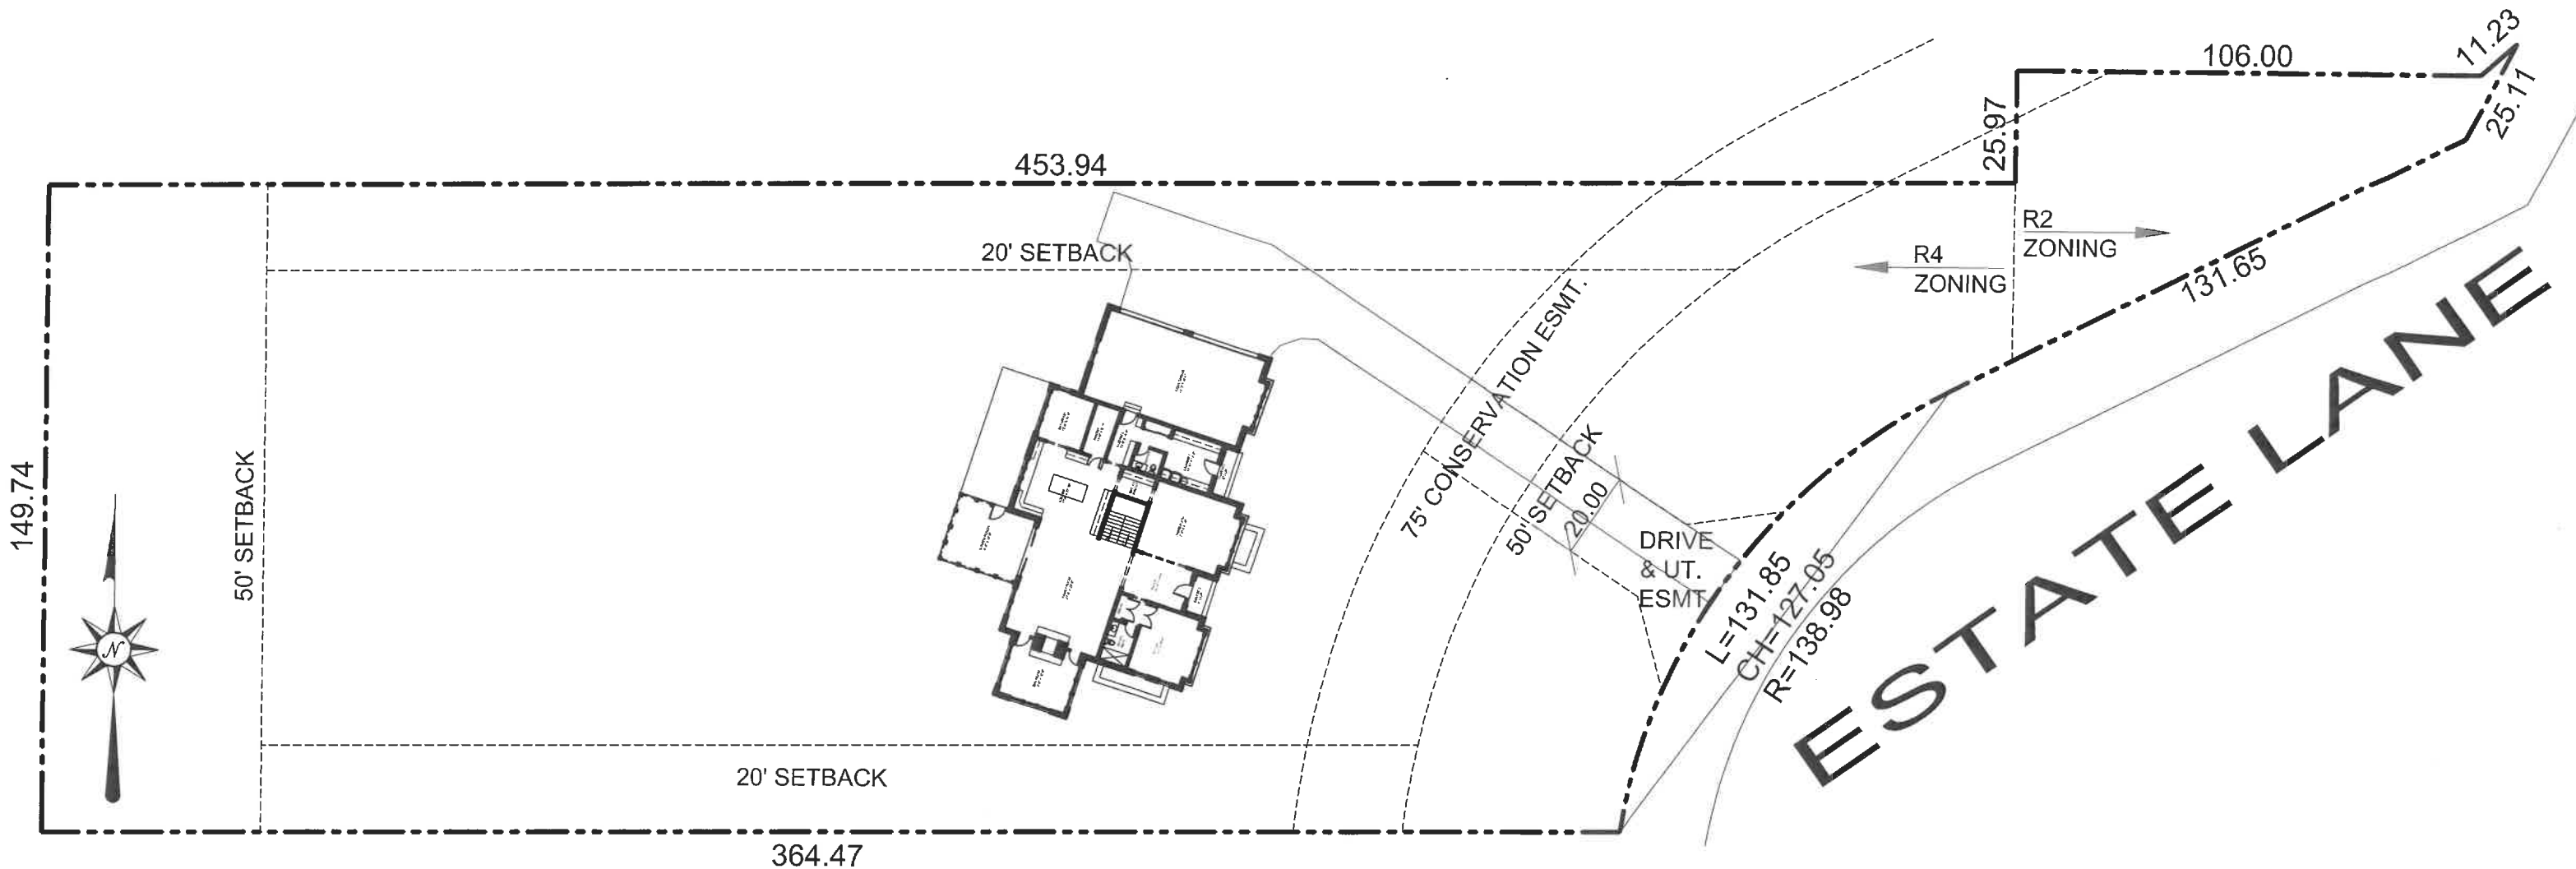 11.23
106.00
25.11
25.97
453.94
R2
ZONING
R4
ZONING
20' SETBACK
131.65
75' CONSERVATION ESMT.
50' SETBACK
20.00
149.74
50' SETBACK
DRIVE
& UT.
ESMT
L=131.85
CH=127.05
R=138.98
ESTATE LANE
N
20' SETBACK
364.47